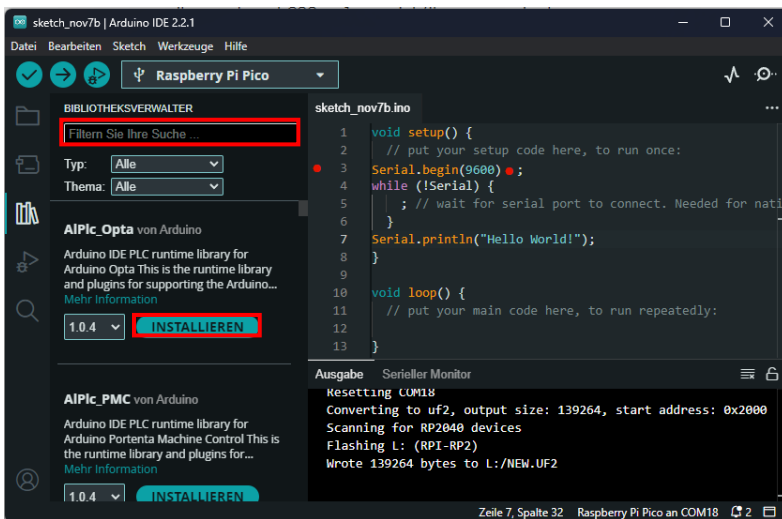 sketch_nov7b | Arduino IDE 2.2.1
Datei Bearbeiten Sketch Werkzeuge Hilfe
Raspberry Pi Pico
BIBLIOTHEKSVERWALTER
Filtern Sie Ihre Suche ...
Typ: Alle
Thema: Alle
AlPlc_Opta von Arduino
Arduino IDE PLC runtime library for
Arduino Opta This is the runtime library
and plugins for supporting the Arduino...
Mehr Information
1.0.4 INSTALLIEREN
AlPlc_PMC von Arduino
Arduino IDE PLC runtime library for
Arduino Portenta Machine Control This is
the runtime library and plugins for...
Mehr Information
1.0.4 INSTALLIEREN
sketch_nov7b.ino
1 void setup() {
2 // put your setup code here, to run once:
3 Serial.begin(9600) ;
4 while (!Serial) {
5 ; // wait for serial port to connect. Needed for nati
6 }
7 Serial.println("Hello World!");
8 }
9
10 void loop() {
11 // put your main code here, to run repeatedly:
12
13 }
Ausgabe Serieller Monitor
Resetting COM18
Converting to uf2, output size: 139264, start address: 0x2000
Scanning for RP2040 devices
Flashing L: (RPI-RP2)
Wrote 139264 bytes to L:/NEW.UF2
Zeile 7, Spalte 32 Raspberry Pi Pico an COM18 2